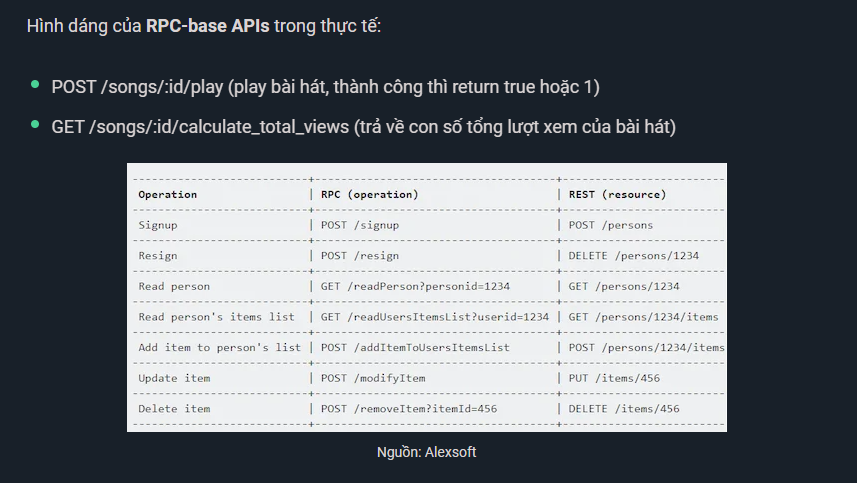 Hình dáng của RPC-base APIs trong thực tế:
POST /songs/:id/play (play bài hát, thành công thì return true hoặc 1)
GET /songs/:id/calculate_total_views (trả về con số tổng lượt xem của bài hát)
Operation | RPC (operation) | REST (resource)
Signup | POST /signup | POST /persons
Resign | POST /resign | DELETE /persons/1234
Read person | GET /readPerson?personid=1234 | GET /persons/1234
Read person's items list | GET /readUsersItemsList?userid=1234 | GET /persons/1234/items
Add item to person's list | POST /addItemToUsersItemsList | POST /persons/1234/items
Update item | POST /modifyItem | PUT /items/456
Delete item | POST /removeItem?itemId=456 | DELETE /items/456
Nguồn: Alexsoft